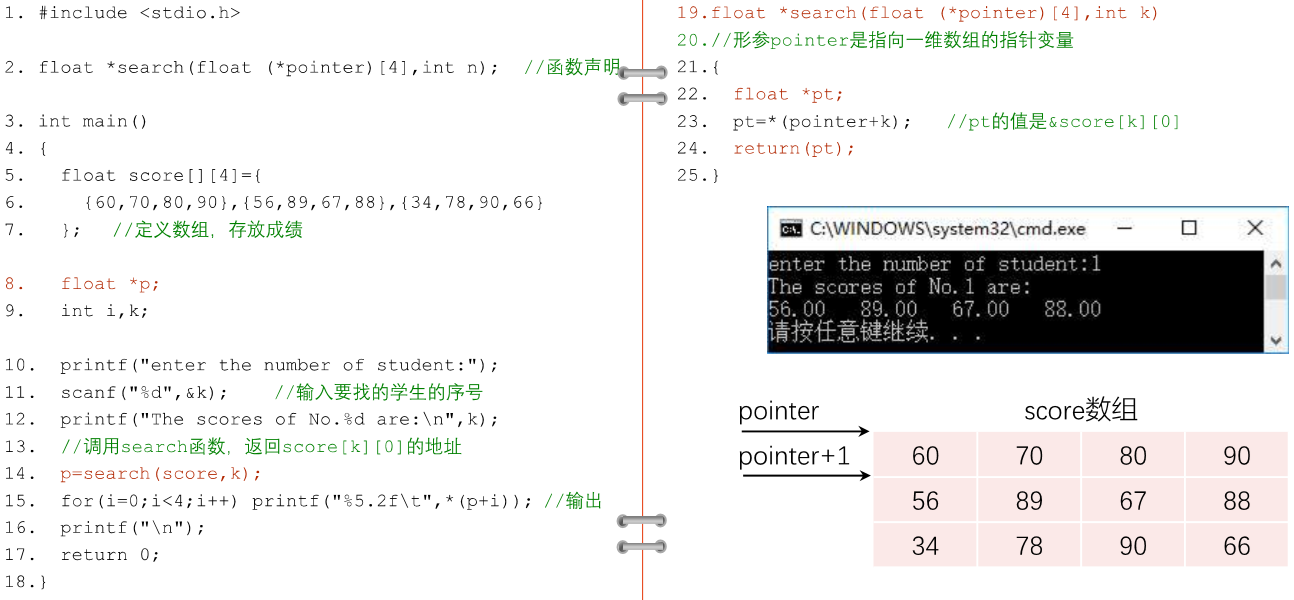 1. #include <stdio.h>
2. float *search(float (*pointer)[4],int n);  //函数声明
3. int main()
4. {
5.   float score[][4]={
6.     {60,70,80,90},{56,89,67,88},{34,78,90,66}
7.   };   //定义数组，存放成绩
8.   float *p;
9.   int i,k;
10.  printf("enter the number of student:");
11.  scanf("%d",&k);    //输入要找的学生的序号
12.  printf("The scores of No.%d are:\n",k);
13.  //调用search函数，返回score[k][0]的地址
14.  p=search(score,k);
15.  for(i=0;i<4;i++) printf("%5.2f\t",*(p+i)); //输出
16.  printf("\n");
17.  return 0;
18.}
19.float *search(float (*pointer)[4],int k)
20.//形参pointer是指向一维数组的指针变量
21.{
22.  float *pt;
23.  pt=*(pointer+k);   //pt的值是&score[k][0]
24.  return(pt);
25.}
C:\WINDOWS\system32\cmd.exe
enter the number of student:1
The scores of No.1 are:
56.00   89.00   67.00   88.00
请按任意键继续. . .
pointer
score数组
pointer+1
60 70 80 90
56 89 67 88
34 78 90 66